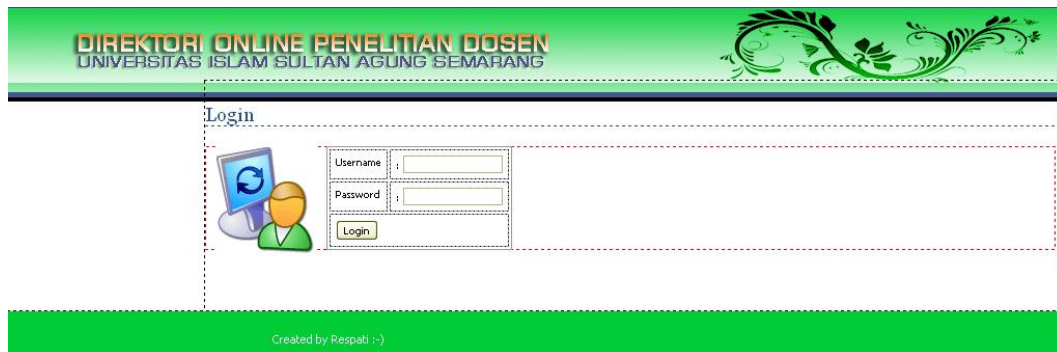 DIREKTORI ONLINE PENELITIAN DOSEN
UNIVERSITAS ISLAM SULTAN AGUNG SEMARANG
Login
Username :
Password :
Login
Created by Respati :-)